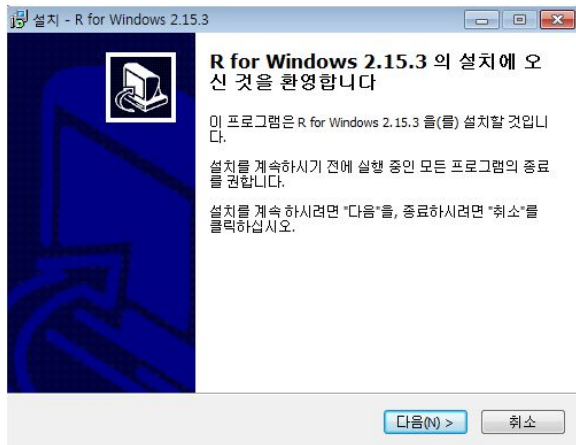 설치 - R for Windows 2.15.3
R for Windows 2.15.3 의 설치에 오
신 것을 환영합니다
이 프로그램은 R for Windows 2.15.3 을(를) 설치할 것입니
다.
설치를 계속하시기 전에 실행 중인 모든 프로그램의 종료
를 권합니다.
설치를 계속 하시려면 "다음"을, 종료하시려면 "취소"를
클릭하십시오.
다음(N) > 취소